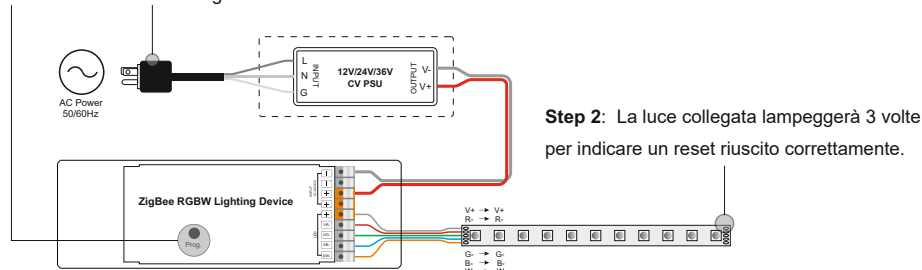 L
N
G
INPUT
12V/24V/36V
CV PSU
OUTPUT
V-
V+
AC Power
50/60Hz
Step 2: La luce collegata lampeggerà 3 volte
per indicare un reset riuscito correttamente.
ZigBee RGBW Lighting Device
Prog.
V+ → V+
R- → R-
G- → G-
B- → B-